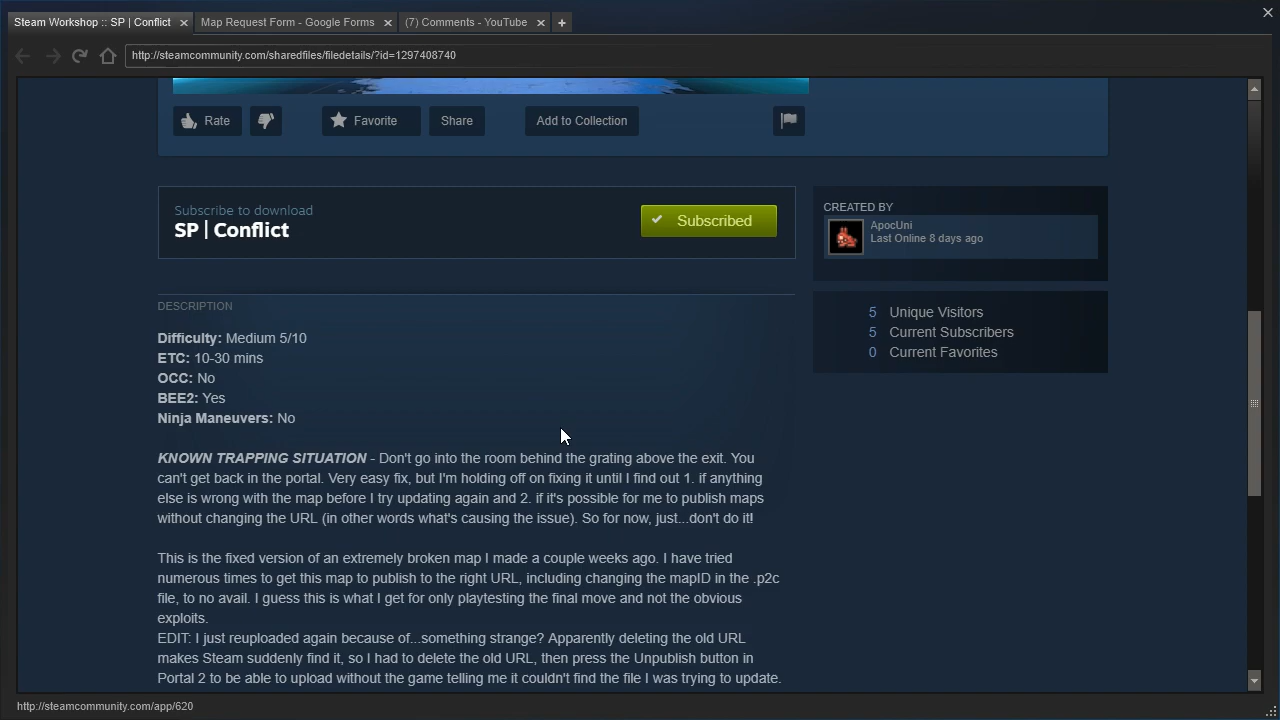 Steam Workshop :: SP | Conflict
Map Request Form - Google Forms
(7) Comments - YouTube
http://steamcommunity.com/sharedfiles/filedetails/?id=1297408740
Rate
Favorite
Share
Add to Collection
Subscribe to download
SP | Conflict
Subscribed
CREATED BY
ApocUni
Last Online 8 days ago
5 Unique Visitors
5 Current Subscribers
0 Current Favorites
DESCRIPTION
Difficulty: Medium 5/10
ETC: 10-30 mins
OCC: No
BEE2: Yes
Ninja Maneuvers: No
KNOWN TRAPPING SITUATION - Don't go into the room behind the grating above the exit. You
can't get back in the portal. Very easy fix, but I'm holding off on fixing it until I find out 1. if anything
else is wrong with the map before I try updating again and 2. if it's possible for me to publish maps
without changing the URL (in other words what's causing the issue). So for now, just...don't do it!
This is the fixed version of an extremely broken map I made a couple weeks ago. I have tried
numerous times to get this map to publish to the right URL, including changing the mapID in the .p2c
file, to no avail. I guess this is what I get for only playtesting the final move and not the obvious
exploits.
EDIT: I just reuploaded again because of...something strange? Apparently deleting the old URL
makes Steam suddenly find it, so I had to delete the old URL, then press the Unpublish button in
Portal 2 to be able to upload without the game telling me it couldn't find the file I was trying to update.
http://steamcommunity.com/app/620